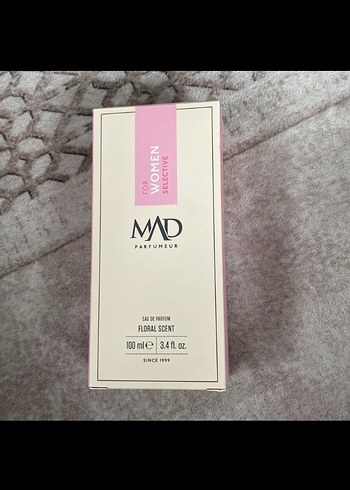 FOR
WOMEN
SELECTIVE
MAD
PARFUMEUR
EAU DE PARFUM
FLORAL SCENT
100 ml ℮ 3.4 fl. oz.
SINCE 1999